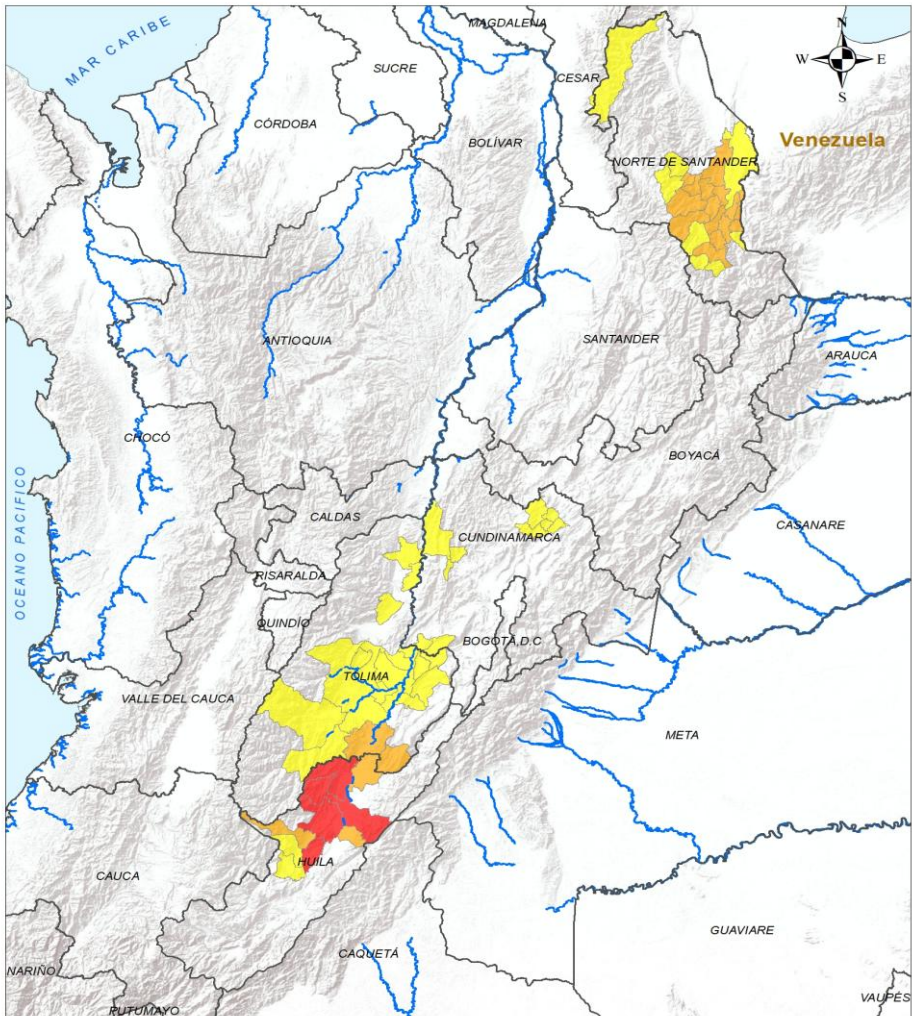 MAGDALENA
N
W
E
S
MAR CARIBE
SUCRE
CESAR
CÓRDOBA
BOLÍVAR
Venezuela
NORTE DE SANTANDER
ANTIOQUIA
SANTANDER
ARAUCA
CHOCÓ
BOYACÁ
OCEANO PACIFICO
CALDAS
CUNDINAMARCA
CASANARE
RISARALDA
QUINDÍO
BOGOTÁ, D.C
TOLIMA
VALLE DEL CAUCA
META
HUILA
CAUCA
GUAVIARE
CAQUETÁ
NARIÑO
VAUPÉS
PUTUMAYO